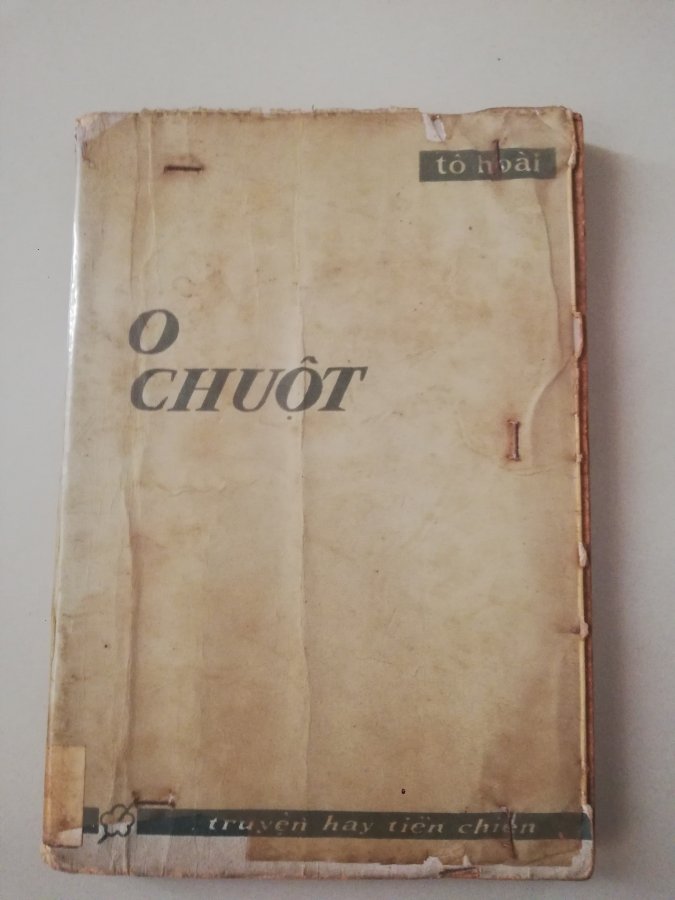 tô hoài
O
CHUỘT
truyện hay tiền chiến